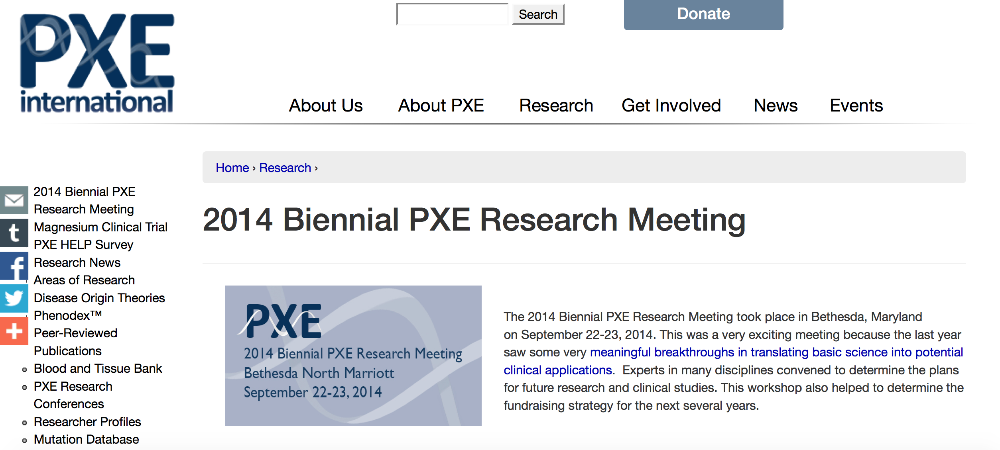 PXE
international
Search
Donate
About Us
About PXE
Research
Get Involved
News
Events
Home › Research ›
2014 Biennial PXE
Research Meeting
Magnesium Clinical Trial
PXE HELP Survey
Research News
Areas of Research
Disease Origin Theories
Phenodex™
Peer-Reviewed
Publications
Blood and Tissue Bank
PXE Research
Conferences
Researcher Profiles
Mutation Database
2014 Biennial PXE Research Meeting
PXE
2014 Biennial PXE Research Meeting
Bethesda North Marriott
September 22-23, 2014
The 2014 Biennial PXE Research Meeting took place in Bethesda, Maryland
on September 22-23, 2014. This was a very exciting meeting because the last year
saw some very meaningful breakthroughs in translating basic science into potential
clinical applications.  Experts in many disciplines convened to determine the plans
for future research and clinical studies. This workshop also helped to determine the
fundraising strategy for the next several years.